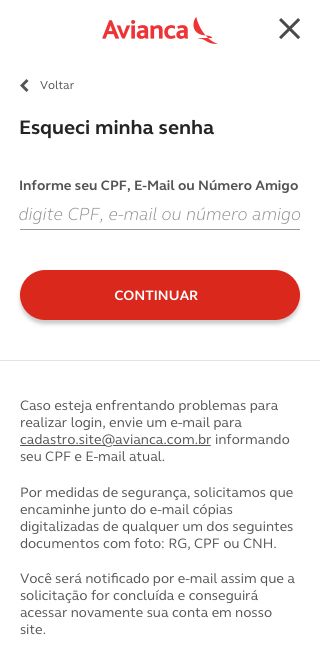 Avianca
Voltar
Esqueci minha senha
Informe seu CPF, E-Mail ou Número Amigo
digite CPF, e-mail ou número amigo
CONTINUAR
Caso esteja enfrentando problemas para
realizar login, envie um e-mail para
cadastro.site@avianca.com.br informando
seu CPF e E-mail atual.
Por medidas de segurança, solicitamos que
encaminhe junto do e-mail cópias
digitalizadas de qualquer um dos seguintes
documentos com foto: RG, CPF ou CNH.
Você será notificado por e-mail assim que a
solicitação for concluída e conseguirá
acessar novamente sua conta em nosso
site.